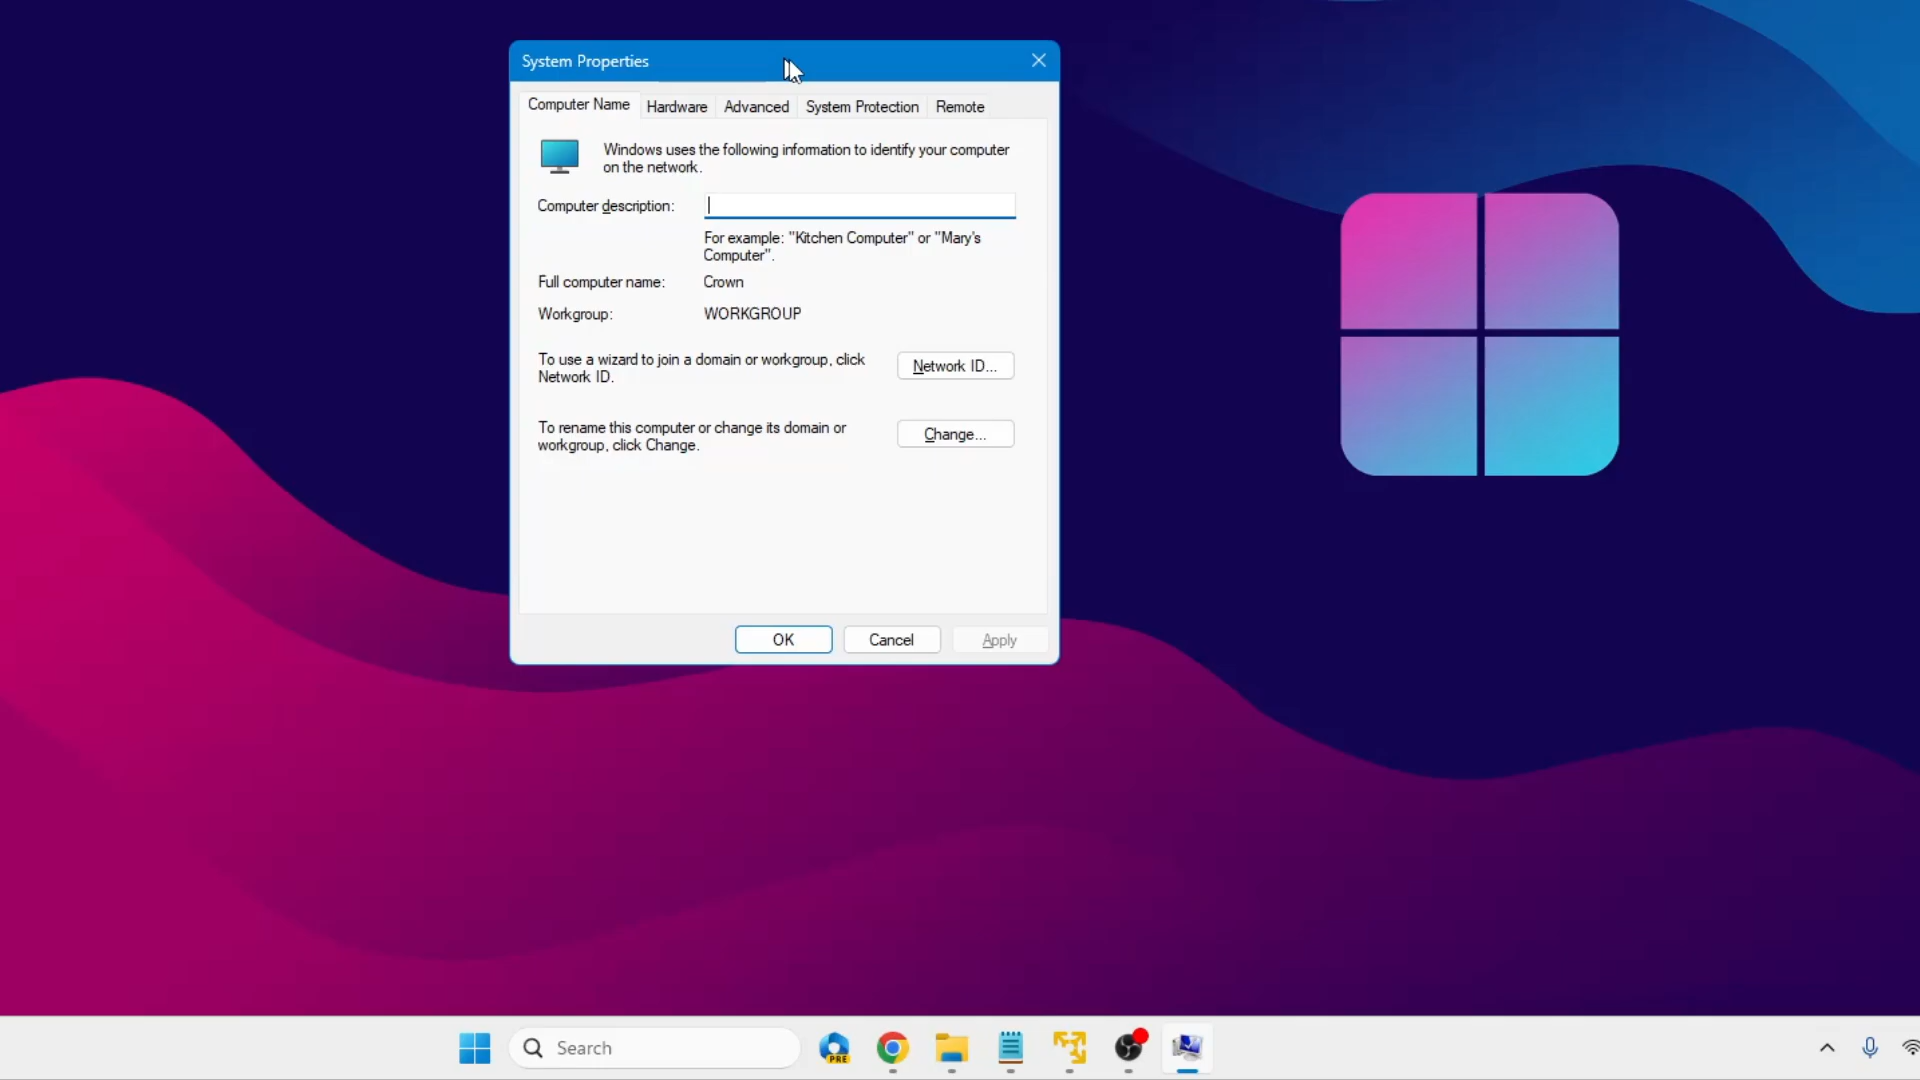 System Properties
Computer Name Hardware Advanced System Protection Remote
Windows uses the following information to identify your computer
on the network.
Computer description:
For example: "Kitchen Computer" or "Mary's
Computer".
Full computer name: Crown
Workgroup: WORKGROUP
To use a wizard to join a domain or workgroup, click
Network ID.
Network ID...
To rename this computer or change its domain or
workgroup, click Change.
Change...
OK Cancel Apply
Search
PRE